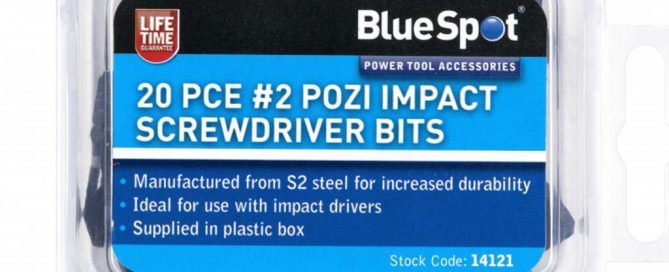 LIFE
TIME
GUARANTEE
BlueSpot
POWER TOOL ACCESSORIES
20 PCE #2 POZI IMPACT
SCREWDRIVER BITS
• Manufactured from S2 steel for increased durability
• Ideal for use with impact drivers
• Supplied in plastic box
Stock Code: 14121